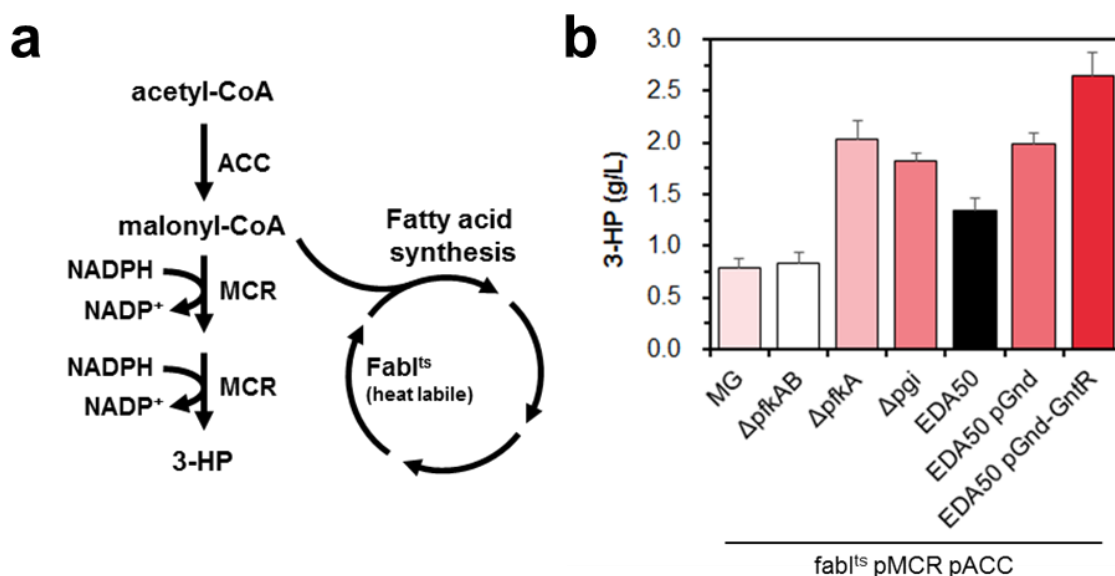 a
acetyl-CoA
ACC
malonyl-CoA
NADPH
MCR
NADP+
NADPH
MCR
NADP+
3-HP
Fatty acid
synthesis
FabIts
(heat labile)
b
3-HP (g/L)
3.0
2.5
2.0
1.5
1.0
0.5
0.0
MG
ΔpfkAB
ΔpfkA
Δpgi
EDA50
EDA50 pGnd
EDA50 pGnd-GntR
fabIts pMCR pACC